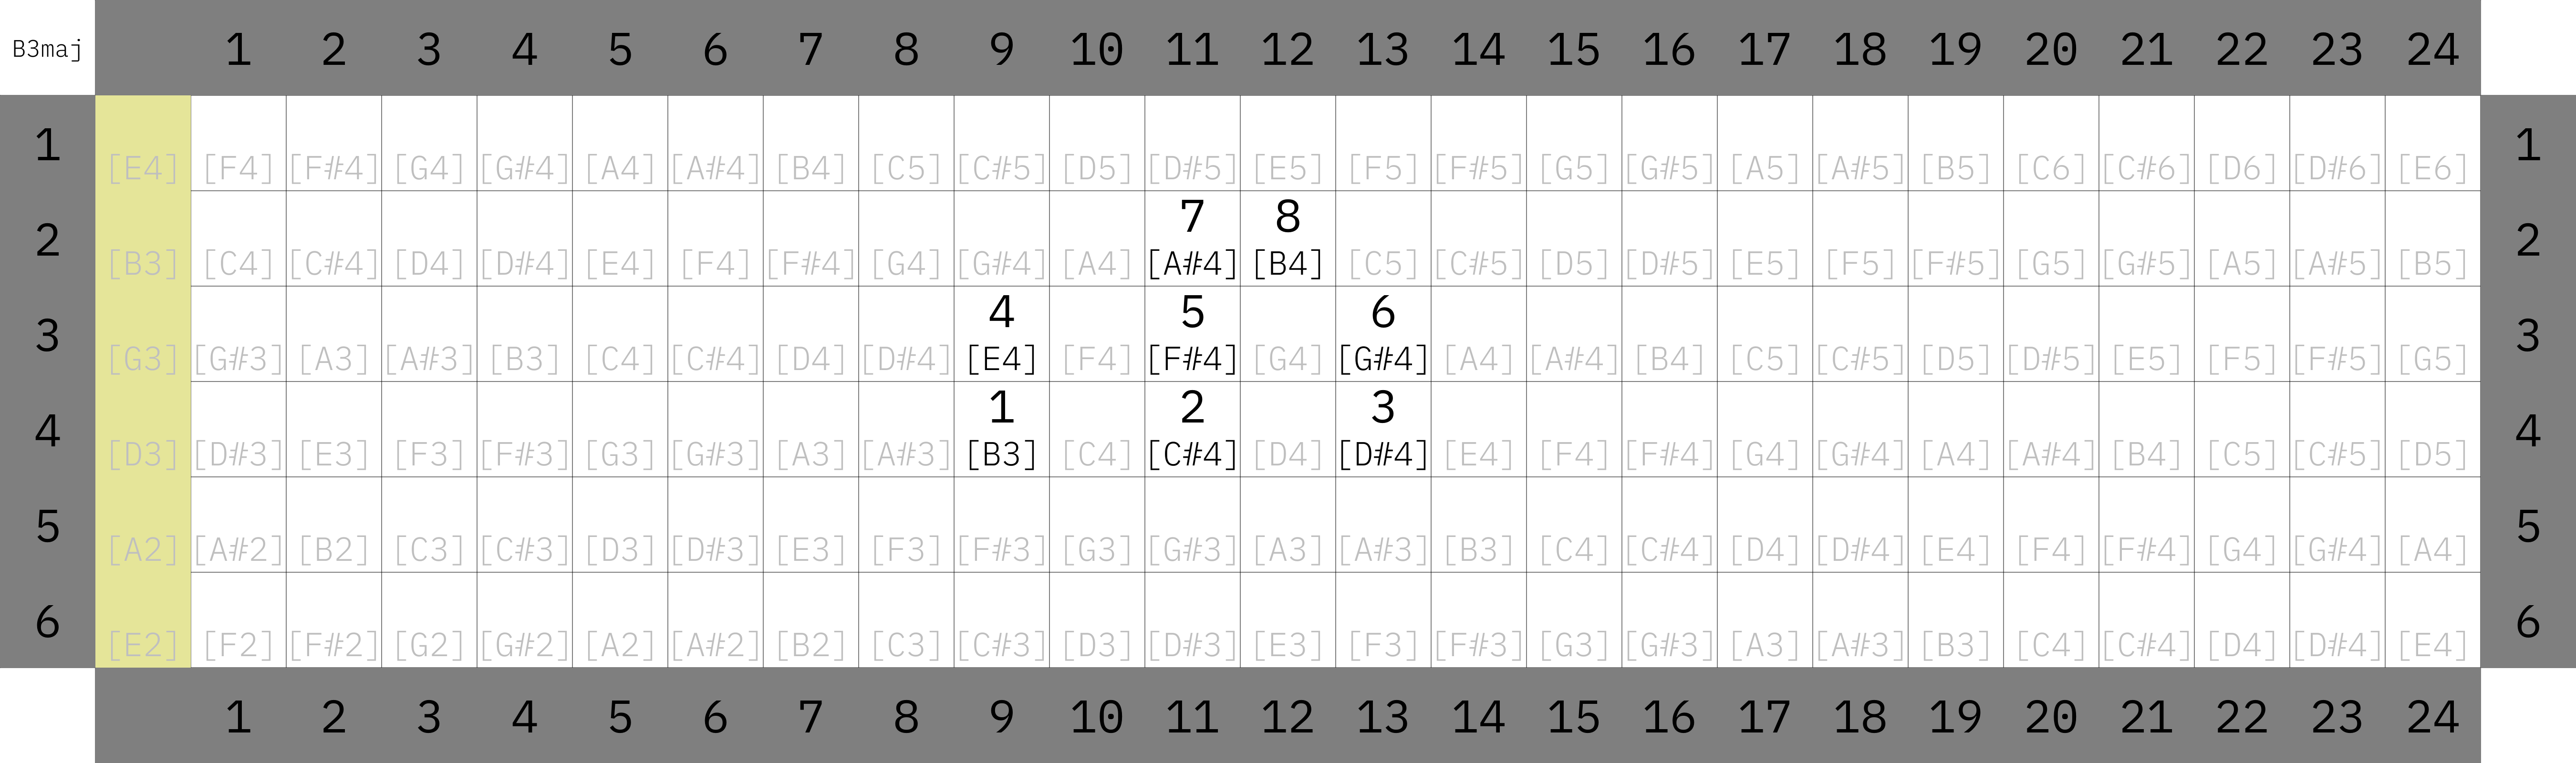 B3maj 1 2 3 4 5 6 7 8 9 10 11 12 13 14 15 16 17 18 19 20 21 22 23 24
1 [E4] [F4] [F#4] [G4] [G#4] [A4] [A#4] [B4] [C5] [C#5] [D5] [D#5] [E5] [F5] [F#5] [G5] [G#5] [A5] [A#5] [B5] [C6] [C#6] [D6] [D#6] [E6] 1
7 8
2 [B3] [C4] [C#4] [D4] [D#4] [E4] [F4] [F#4] [G4] [G#4] [A4] [A#4] [B4] [C5] [C#5] [D5] [D#5] [E5] [F5] [F#5] [G5] [G#5] [A5] [A#5] [B5] 2
4 5 6
3 [G3] [G#3] [A3] [A#3] [B3] [C4] [C#4] [D4] [D#4] [E4] [F4] [F#4] [G4] [G#4] [A4] [A#4] [B4] [C5] [C#5] [D5] [D#5] [E5] [F5] [F#5] [G5] 3
1 2 3
4 [D3] [D#3] [E3] [F3] [F#3] [G3] [G#3] [A3] [A#3] [B3] [C4] [C#4] [D4] [D#4] [E4] [F4] [F#4] [G4] [G#4] [A4] [A#4] [B4] [C5] [C#5] [D5] 4
5 [A2] [A#2] [B2] [C3] [C#3] [D3] [D#3] [E3] [F3] [F#3] [G3] [G#3] [A3] [A#3] [B3] [C4] [C#4] [D4] [D#4] [E4] [F4] [F#4] [G4] [G#4] [A4] 5
6 [E2] [F2] [F#2] [G2] [G#2] [A2] [A#2] [B2] [C3] [C#3] [D3] [D#3] [E3] [F3] [F#3] [G3] [G#3] [A3] [A#3] [B3] [C4] [C#4] [D4] [D#4] [E4] 6
1 2 3 4 5 6 7 8 9 10 11 12 13 14 15 16 17 18 19 20 21 22 23 24